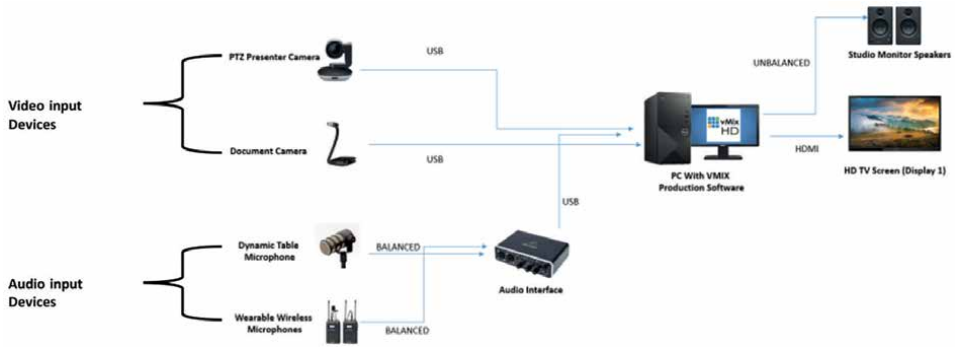 PTZ Presenter Camera
USB
UNBALANCED
Studio Monitor Speakers
Video input
Devices
vMix
HD
HDMI
Document Camera
USB
PC With VMIX
Production Software
HD TV Screen (Display 1)
USB
Dynamic Table
Microphone
BALANCED
Audio input
Devices
Audio Interface
Wearable Wireless
Microphones
BALANCED